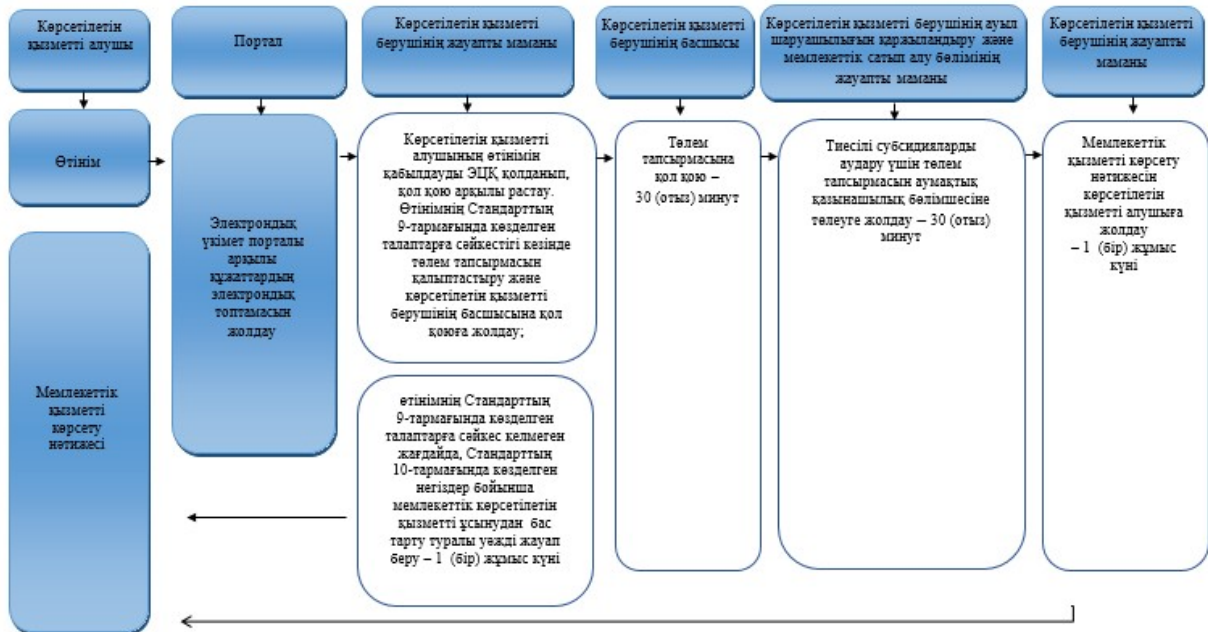 Көрсетілетін
қызметті алушы
Портал
Көрсетілетін қызметті
берушінің жауапты маманы
Көрсетілетін қызметті
берушінің басшысы
Көрсетілетін қызметті берушінің ауыл
шаруашылығын қаржыландыру және
мемлекеттік сатып алу бөлімінің
жауапты маманы
Көрсетілетін қызметті
берушінің жауапты
маманы
Өтінім
Электрондық
үкімет порталы
арқылы
құжаттардың
электрондық
топтамасын
жолдау
Көрсетілетін қызметті
алушының өтінімін
қабылдауды ЭЦҚ қолданып,
қол қою арқылы растау.
Өтінімнің Стандарттың
9-тармағында көзделген
талаптарға сәйкестігі кезінде
төлем тапсырмасын
қалыптастыру және
көрсетілетін қызметті
берушінің басшысына қол
қоюға жолдау;
Төлем
тапсырмасына
қол қою –
30 (отыз) минут
Тиесілі субсидияларды
аудару үшін төлем
тапсырмасын аумақтық
қазынашылық бөлімшесіне
төлеуге жолдау – 30 (отыз)
минут
Мемлекеттік
қызметті көрсету
нәтижесін
көрсетілетін
қызметті алушыға
жолдау
– 1 (бір) жұмыс
күні
Мемлекеттік
қызметті
көрсету
нәтижесі
өтінімнің Стандарттың
9-тармағында көзделген
талаптарға сәйкес келмеген
жағдайда, Стандарттың
10-тармағында көзделген
негіздер бойынша
мемлекеттік көрсетілетін
қызметті ұсынудан бас
тарту туралы уәжді жауап
беру – 1 (бір) жұмыс күні